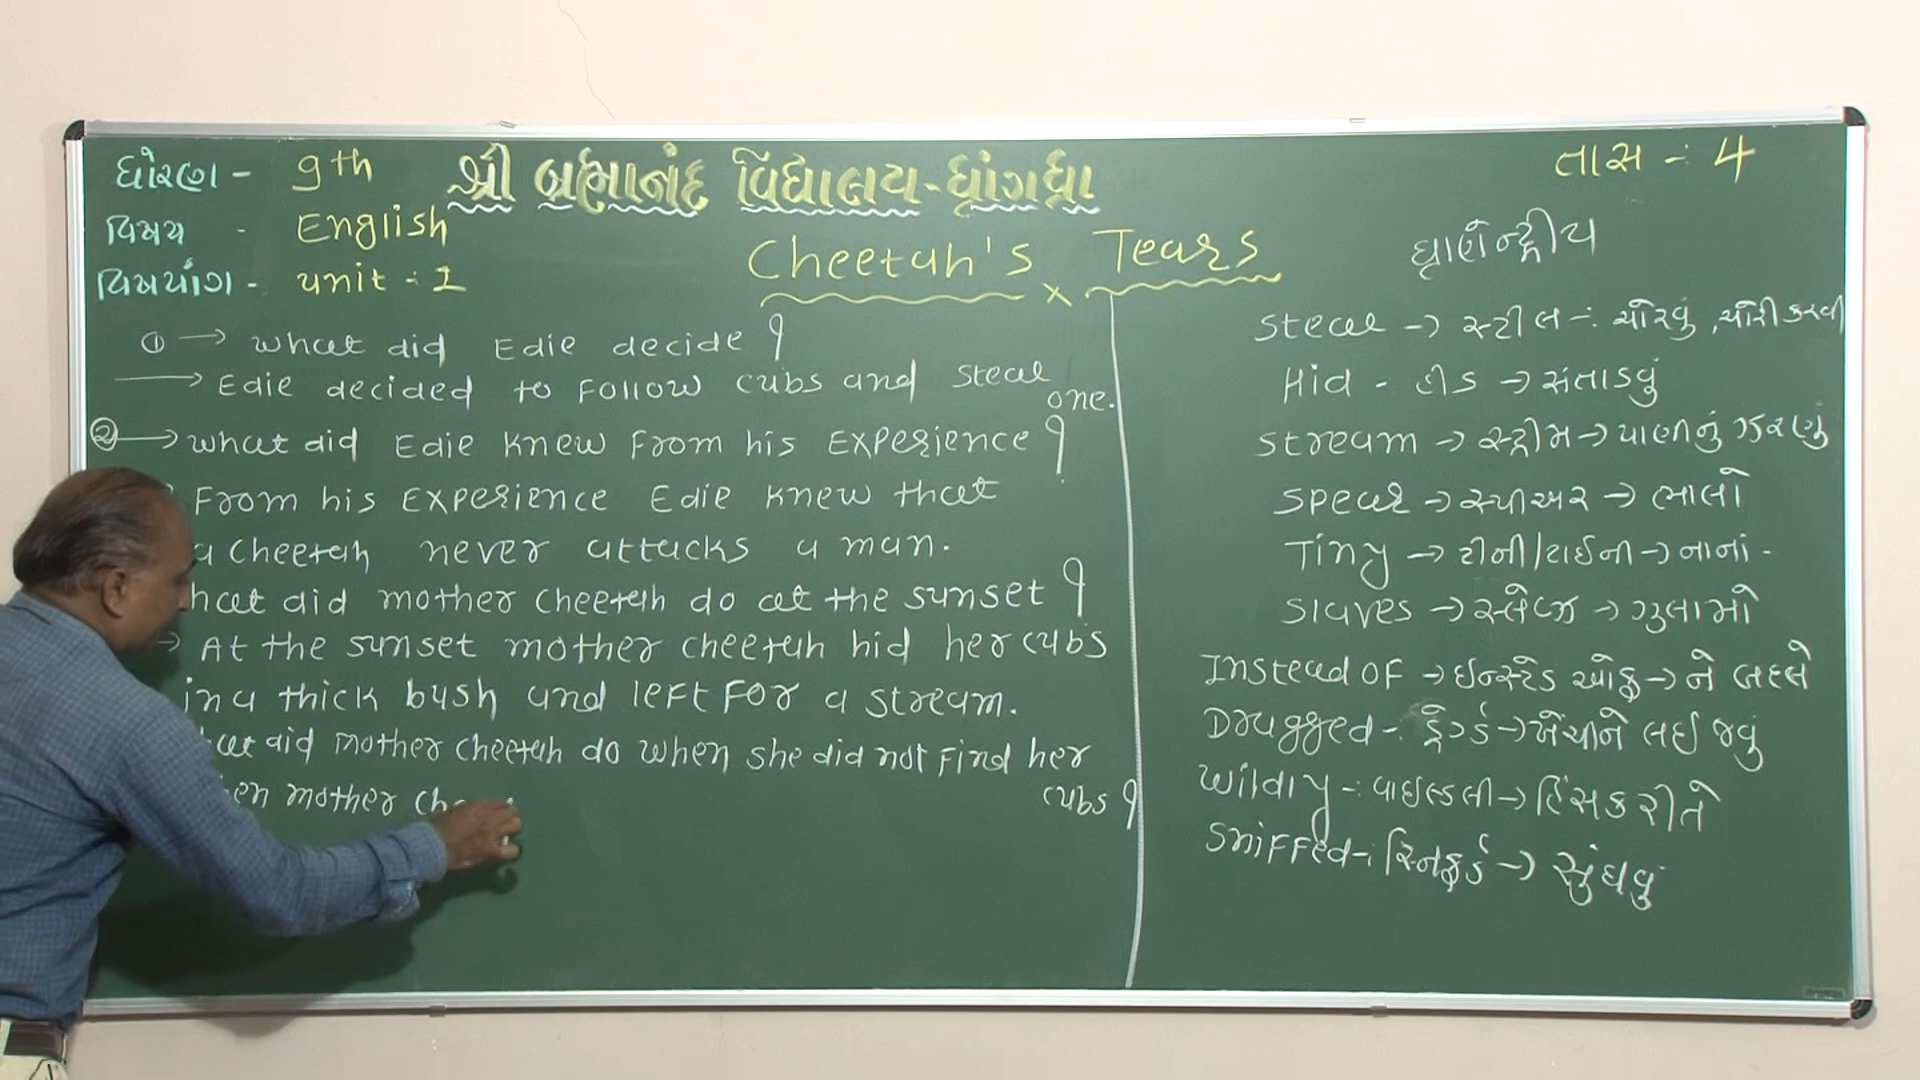 ધોરણ - 9th
શ્રી બ્રહ્માનંદ વિદ્યાલય - ધ્રાંગધ્રા
તાસ - 4
વિષય - English
વિષયાંગ - unit : 1
Cheetah's Tears
① → What did Edie decide ?
→ Edie decided to Follow cubs and steal
one.
② → What did Edie knew From his Experience ?
From his Experience Edie knew that
a cheetah never attacks a man.
hat did mother cheetah do at the sunset ?
→ At the sunset mother cheetah hid her cubs
in a thick bush and left For a stream.
hat did mother cheetah do when she did not Find her
cubs ?
en mother che
ઘ્રાણેન્દ્રીય
Steal → સ્ટીલ -: ચોરવું, ચોરી કરવી
Hid - હીડ → સંતાડવું
Stream → સ્ટ્રીમ → પાણીનું ઝરણું
Spear → સ્પીઅર → ભાલો
Tiny → ટીની/ટાઈની → નાનાં -
Slaves → સ્લેવ્ઝ → ગુલામો
Instead OF → ઈન્સ્ટેડ ઓફ → ને બદલે
Dragged -: ડ્રેગ્ડ → ખેંચીને લઈ જવું
Wildly -: વાઈલ્ડલી → હિંસક રીતે
Sniffed -: સ્નિફ્ડ → સુંઘવુ